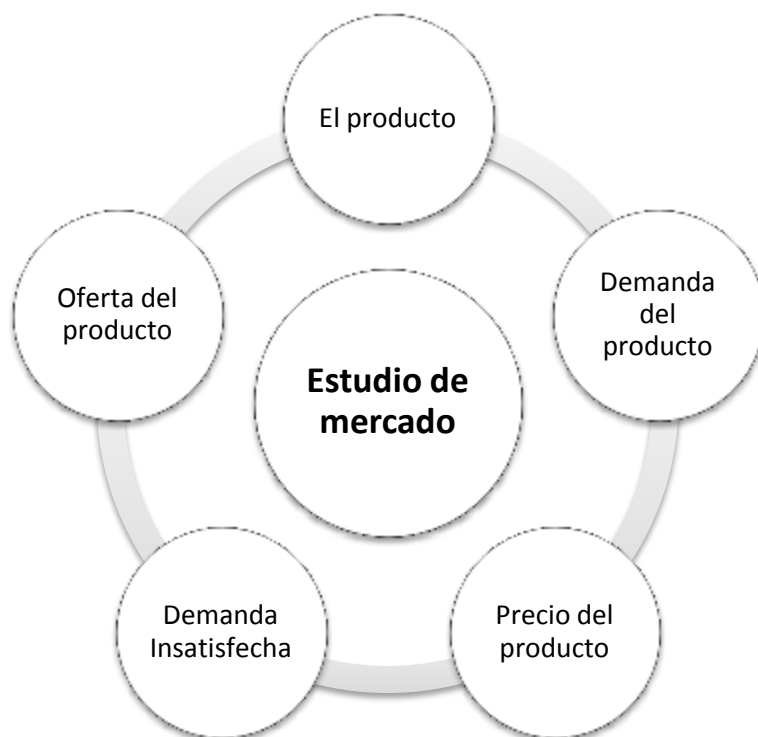 El producto
Demanda
del
producto
Precio del
producto
Demanda
Insatisfecha
Oferta del
producto
Estudio de
mercado